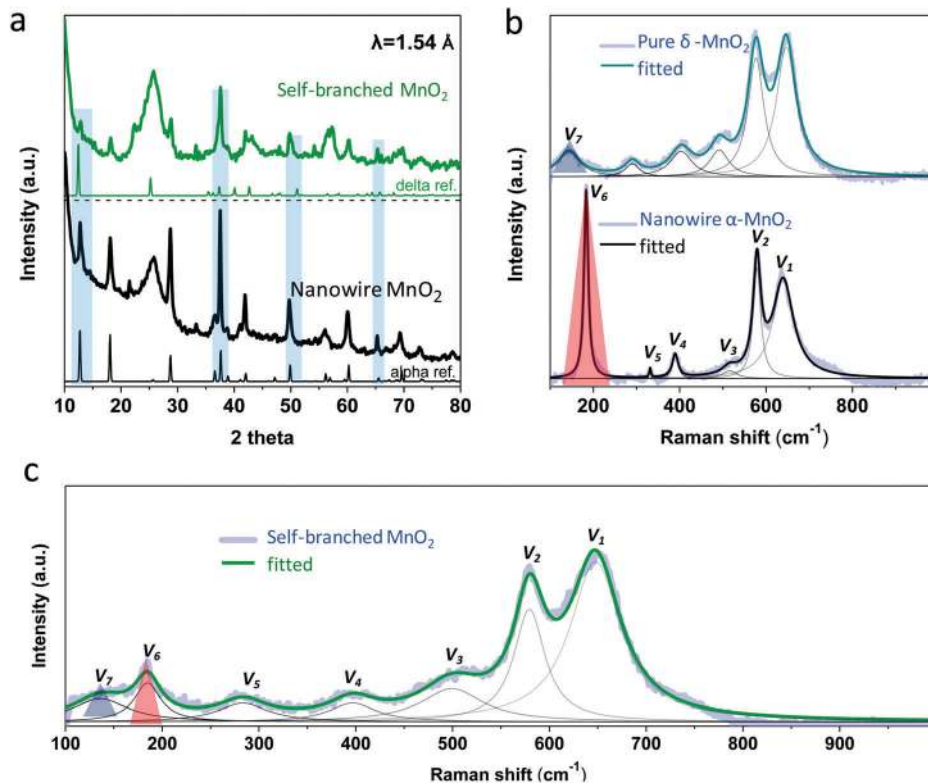 a
λ=1.54 Å
Self-branched MnO₂
delta ref.
Nanowire MnO₂
alpha ref.
Intensity (a.u.)
10 20 30 40 50 60 70 80
2 theta
b
Pure δ -MnO₂
fitted
V₇
V₆
Nanowire α-MnO₂
fitted
V₂
V₁
V₅
V₄
V₃
Intensity (a.u.)
200 400 600 800
Raman shift (cm⁻¹)
c
Self-branched MnO₂
fitted
V₇
V₆
V₅
V₄
V₃
V₂
V₁
Intensity (a.u.)
100 200 300 400 500 600 700 800 900
Raman shift (cm⁻¹)